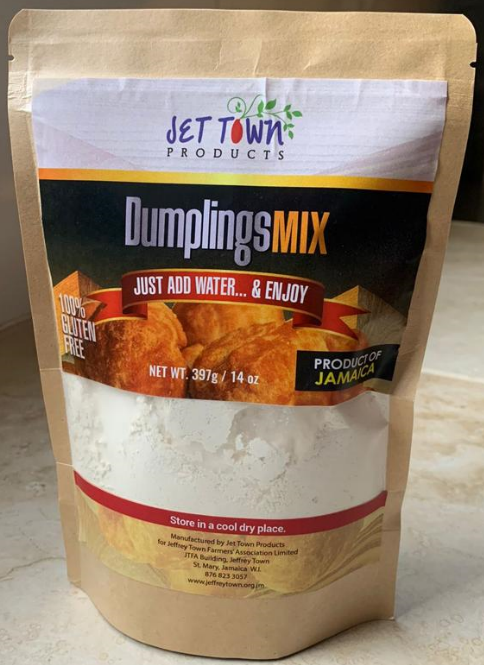 JET TOWN
PRODUCTS
DumplingsMIX
JUST ADD WATER... & ENJOY
100%
GLUTEN
FREE
NET WT. 397g / 14 oz
PRODUCT OF
JAMAICA
Store in a cool dry place.
Manufactured by Jet Town Products
for Jeffrey Town Farmers' Association Limited
JTFA Building, Jeffrey Town
St. Mary, Jamaica W.I.
876 823 3057
www.jeffreytown.org.jm